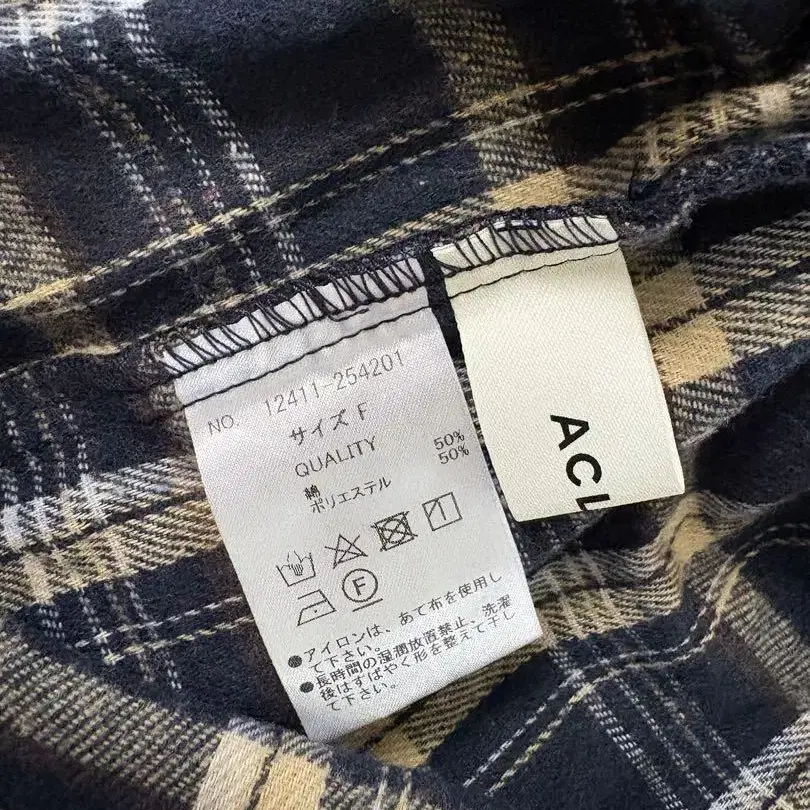 NO. 12411-254201
サイズ F
QUALITY
綿 50%
ポリエステル 50%
F
●アイロンは、あて布を使用し
て下さい。
●長時間の湿潤放置禁止、洗濯
後はすばやく形を整えて干し
て下さい。
ACL